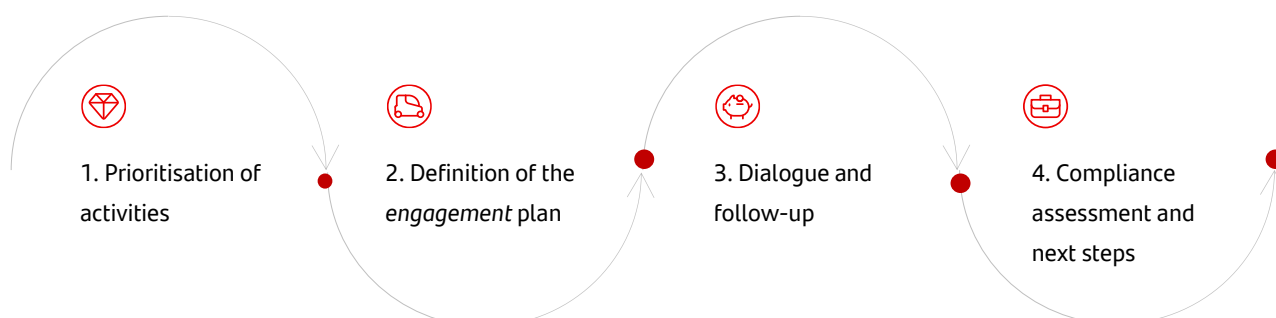 1. Prioritisation of
activities
2. Definition of the
engagement plan
3. Dialogue and
follow-up
4. Compliance
assessment and
next steps